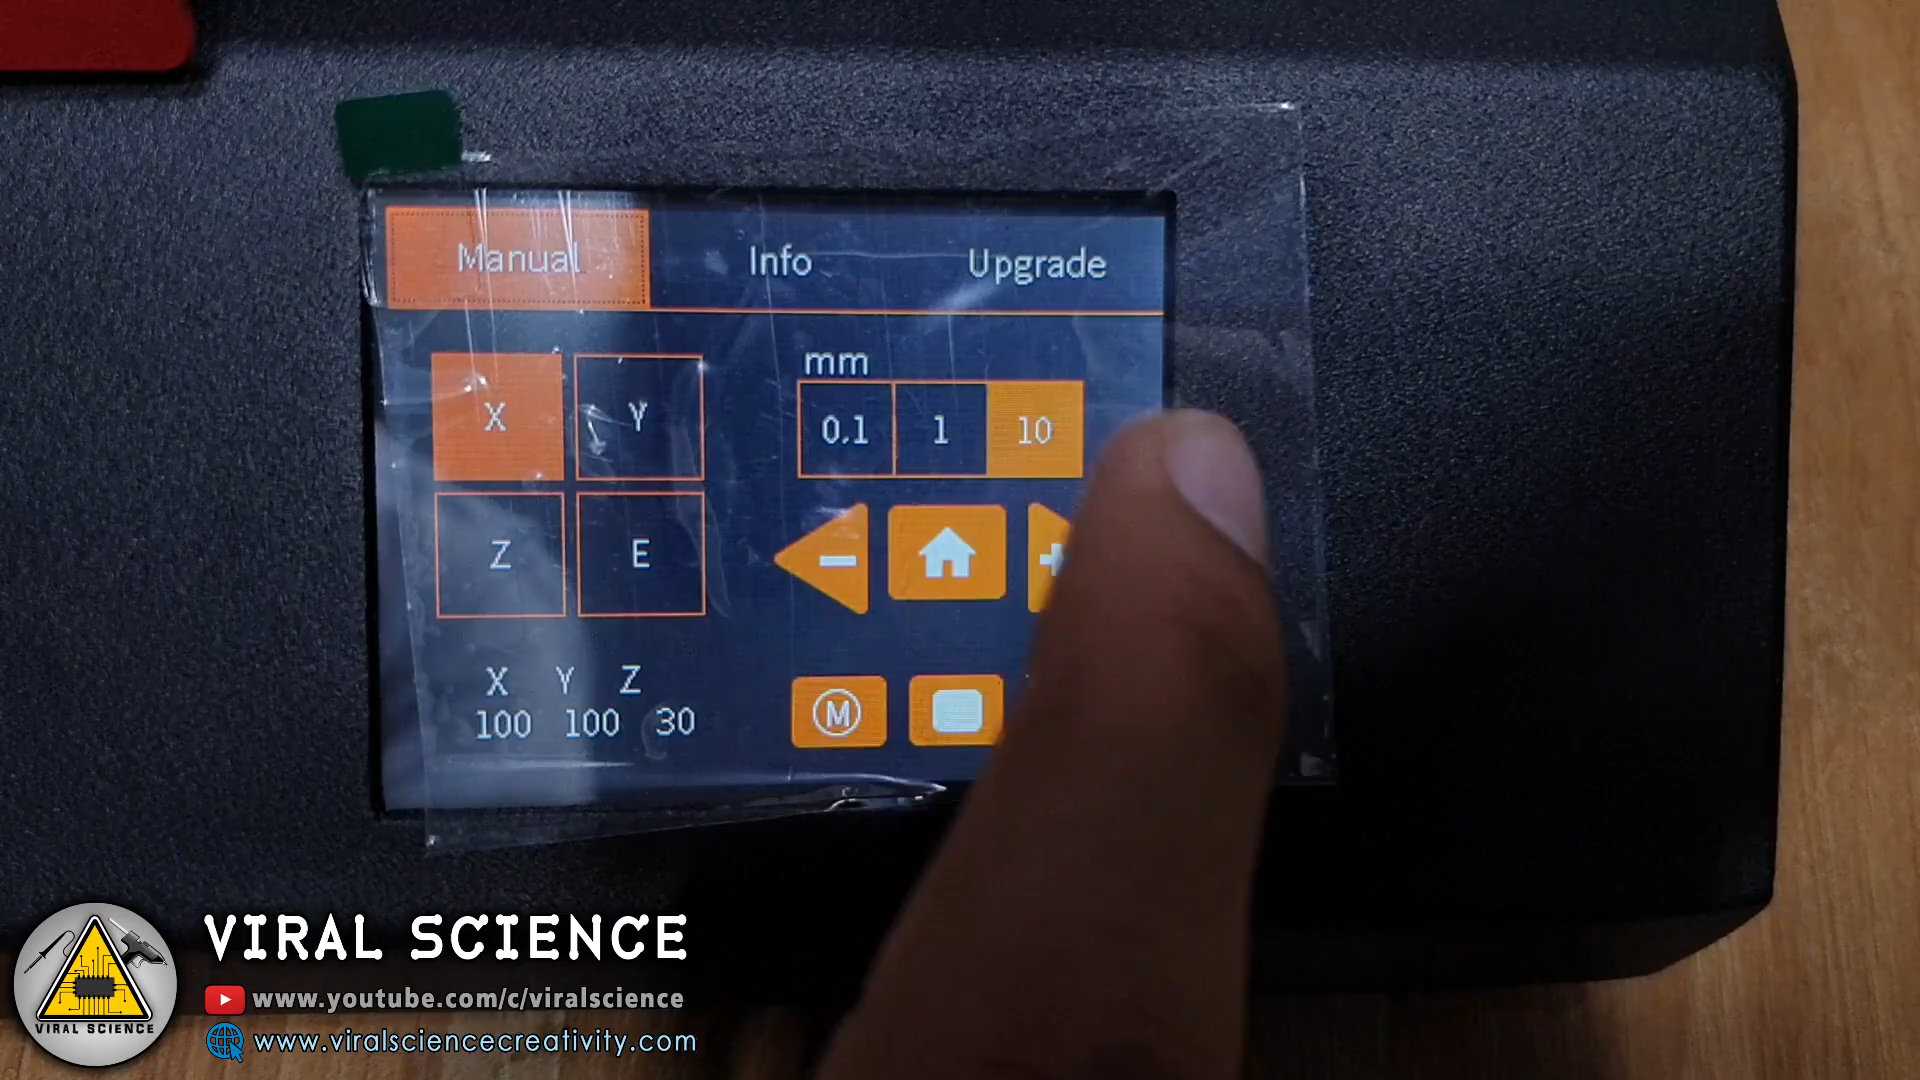 Manual Info Upgrade
mm
X Y
0.1 1 10
Z E
X Y Z
100 100 30
M
VIRAL SCIENCE
www.youtube.com/c/viralscience
www.viralsciencecreativity.com
VIRAL SCIENCE